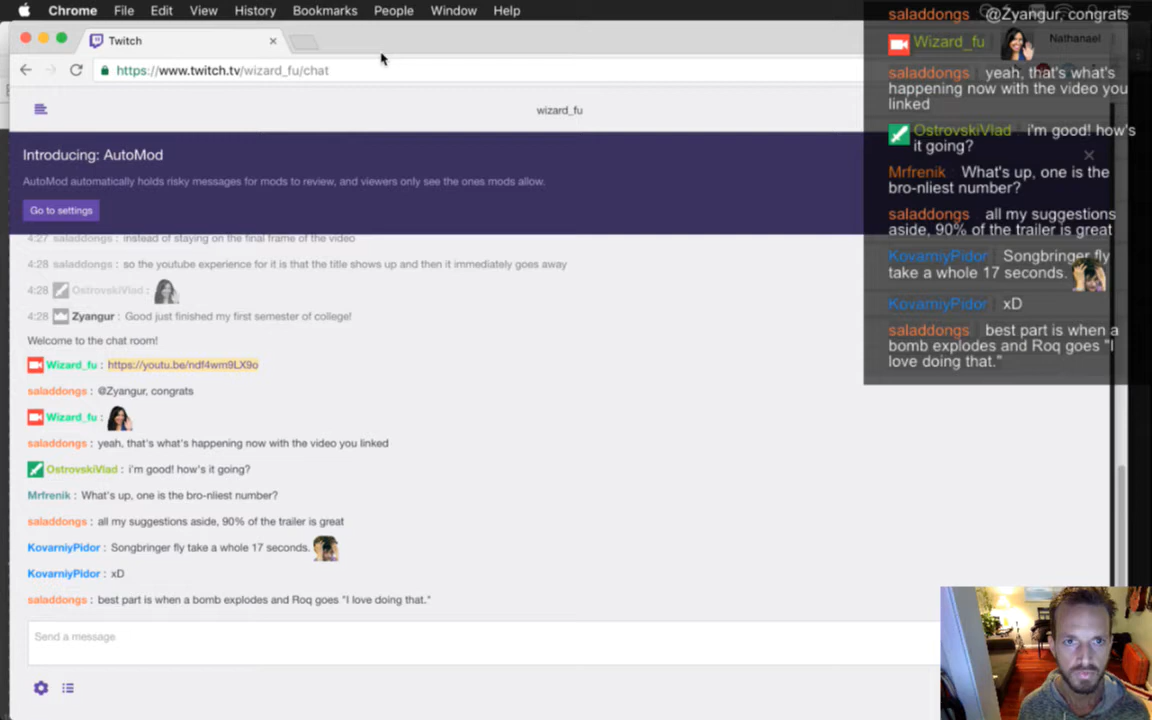 Chrome File Edit View History Bookmarks People Window Help
Twitch
Nathanael
https://www.twitch.tv/wizard_fu/chat
wizard_fu
Introducing: AutoMod
AutoMod automatically holds risky messages for mods to review, and viewers only see the ones mods allow.
Go to settings
4:27 saladdongs : instead of staying on the final frame of the video
4:28 saladdongs : so the youtube experience for it is that the title shows up and then it immediately goes away
4:28 OstrovskiVlad :
4:28 Zyangur : Good just finished my first semester of college!
Welcome to the chat room!
Wizard_fu : https://youtu.be/ndf4wm9LX9o
saladdongs : @Zyangur, congrats
Wizard_fu :
saladdongs : yeah, that's what's happening now with the video you linked
OstrovskiVlad : i'm good! how's it going?
Mrfrenik : What's up, one is the bro-nliest number?
saladdongs : all my suggestions aside, 90% of the trailer is great
KovarniyPidor : Songbringer fly take a whole 17 seconds.
KovarniyPidor : xD
saladdongs : best part is when a bomb explodes and Roq goes "I love doing that."
Send a message
saladdongs @Zyangur, congrats
Wizard_fu
saladdongs yeah, that's what's
happening now with the video you
linked
OstrovskiVlad i'm good! how's
it going?
Mrfrenik What's up, one is the
bro-nliest number?
saladdongs all my suggestions
aside, 90% of the trailer is great
KovarniyPidor Songbringer fly
take a whole 17 seconds.
KovarniyPidor xD
saladdongs best part is when a
bomb explodes and Roq goes "I
love doing that."